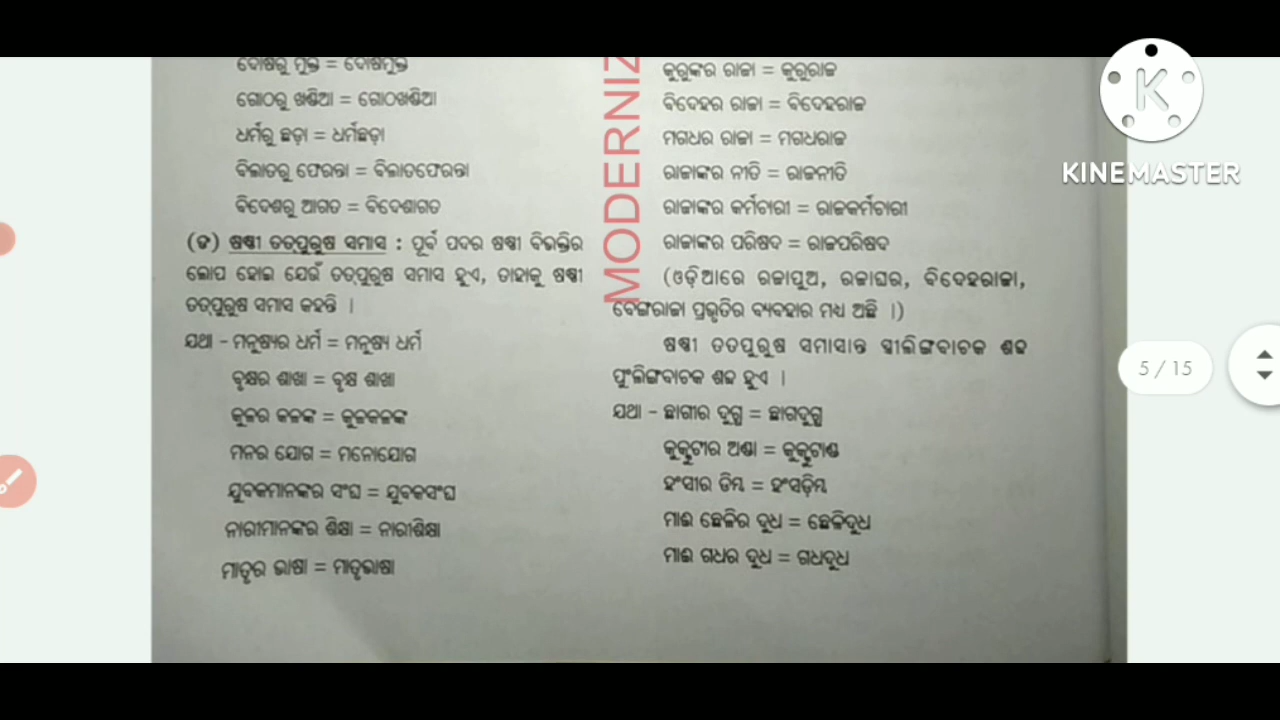 ଦୋଷରୁ ମୁକ୍ତ = ଦୋଷମୁକ୍ତ
ଗୋଠରୁ ଖଣ୍ଡିଆ = ଗୋଠଖଣ୍ଡିଆ
ଧର୍ମରୁ ଛଡ଼ା = ଧର୍ମଛଡ଼ା
ବିଲାତରୁ ଫେରନ୍ତା = ବିଲାତଫେରନ୍ତା
ବିଦେଶରୁ ଆଗତ = ବିଦେଶାଗତ
(ଙ) ଷଷ୍ଠୀ ତତ୍‌ପୁରୁଷ ସମାସ : ପୂର୍ବ ପଦର ଷଷ୍ଠୀ ବିଭକ୍ତିର
ଲୋପ ହୋଇ ଯେଉଁ ତତ୍‌ପୁରୁଷ ସମାସ ହୁଏ, ତାହାକୁ ଷଷ୍ଠୀ
ତତ୍‌ପୁରୁଷ ସମାସ କହନ୍ତି ।
ଯଥା - ମନୁଷ୍ୟର ଧର୍ମ = ମନୁଷ୍ୟ ଧର୍ମ
ବୃକ୍ଷର ଶାଖା = ବୃକ୍ଷ ଶାଖା
କୁଳର କଳଙ୍କ = କୁଳକଳଙ୍କ
ମନର ଯୋଗ = ମନୋଯୋଗ
ଯୁବକମାନଙ୍କର ସଂଘ = ଯୁବକସଂଘ
ନାରୀମାନଙ୍କର ଶିକ୍ଷା = ନାରୀଶିକ୍ଷା
ମାତୃର ଭାଷା = ମାତୃଭାଷା
MODERNIZ
କୁରୁଙ୍କର ରାଜା = କୁରୁରାଜ
ବିଦେହର ରାଜା = ବିଦେହରାଜ
ମଗଧର ରାଜା = ମଗଧରାଜ
ରାଜାଙ୍କର ନୀତି = ରାଜନୀତି
ରାଜାଙ୍କର କର୍ମଚାରୀ = ରାଜକର୍ମଚାରୀ
ରାଜାଙ୍କର ପରିଷଦ = ରାଜପରିଷଦ
(ଓଡ଼ିଆରେ ରଜାପୁଅ, ରଜାଘର, ବିଦେହରାଜା,
ବେଙ୍ଗରାଜା ପ୍ରଭୃତିର ବ୍ୟବହାର ମଧ୍ୟ ଅଛି ।)
ଷଷ୍ଠୀ ତତପୁରୁଷ ସମାସାନ୍ତ ସ୍ତ୍ରୀଲିଙ୍ଗବାଚକ ଶବ୍ଦ
ପୁଂଲିଙ୍ଗବାଚକ ଶବ୍ଦ ହୁଏ ।
ଯଥା - ଛାଗୀର ଦୁଗ୍ଧ = ଛାଗଦୁଗ୍ଧ
କୁକ୍କୁଟୀର ଅଣ୍ଡା = କୁକ୍କୁଟାଣ୍ଡ
ହଂସୀର ଡିମ୍ବ = ହଂସଡ଼ିମ୍ବ
ମାଈ ଛେଳିର ଦୁଧ = ଛେଳିଦୁଧ
ମାଈ ଗଧର ଦୁଧ = ଗଧଦୁଧ
K
KINEMASTER
5 / 15